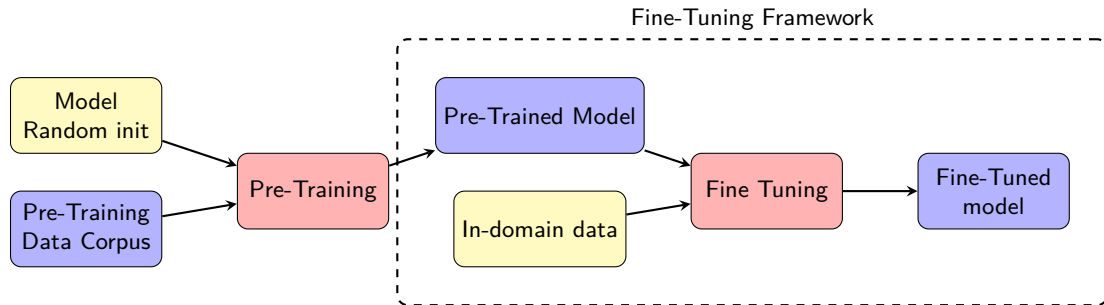 Fine-Tuning Framework
Model
Random init
Pre-Training
Data Corpus
Pre-Training
Pre-Trained Model
In-domain data
Fine Tuning
Fine-Tuned
model